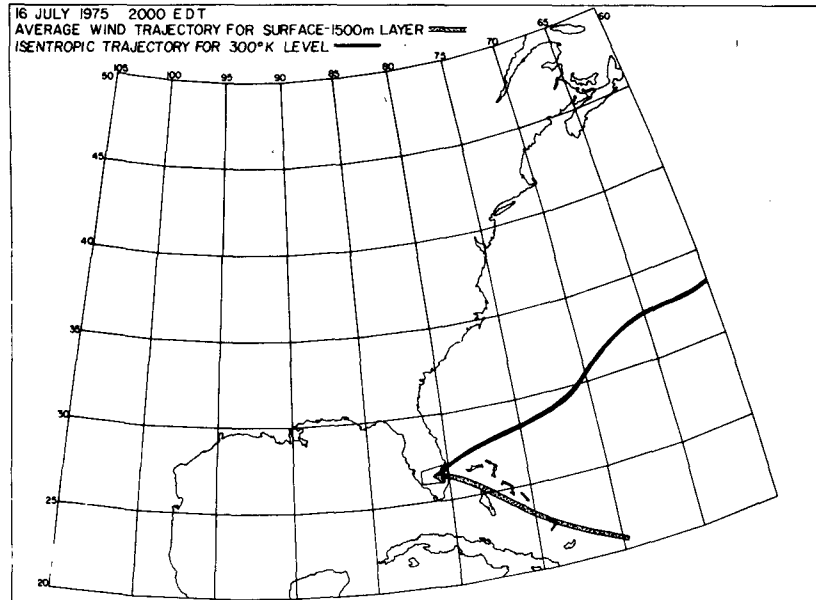 16 JULY 1975 2000 EDT
AVERAGE WIND TRAJECTORY FOR SURFACE-1500m LAYER
ISENTROPIC TRAJECTORY FOR 300°K LEVEL
105 100 95 90 85 80 75 70 65 60
50
45
40
35
30
25
20